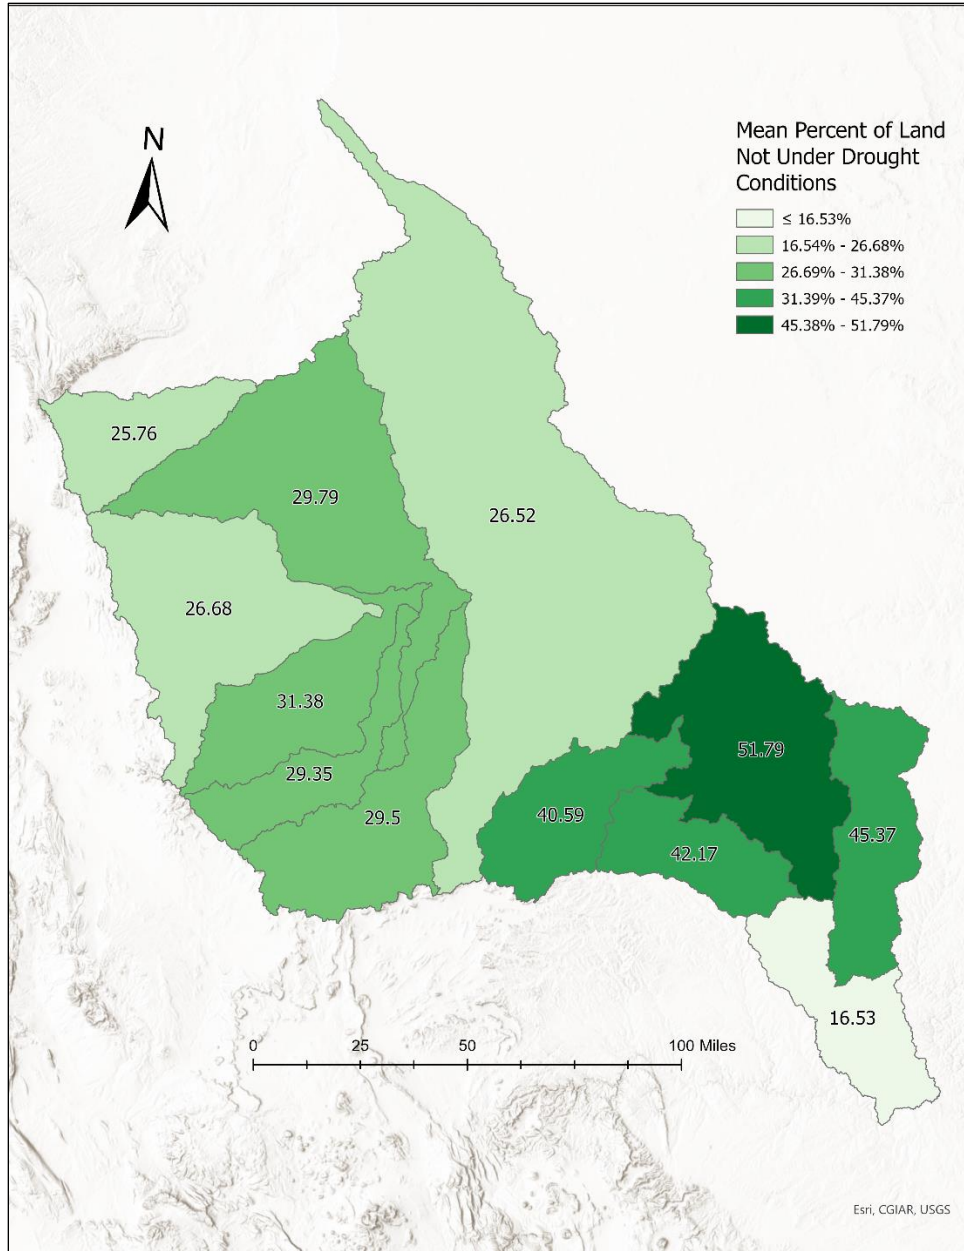 N
Mean Percent of Land
Not Under Drought
Conditions
≤ 16.53%
16.54% - 26.68%
26.69% - 31.38%
31.39% - 45.37%
45.38% - 51.79%
25.76
29.79
26.52
26.68
31.38
29.35
29.5
40.59
42.17
51.79
45.37
16.53
0 25 50 100 Miles
Esri, CGIAR, USGS